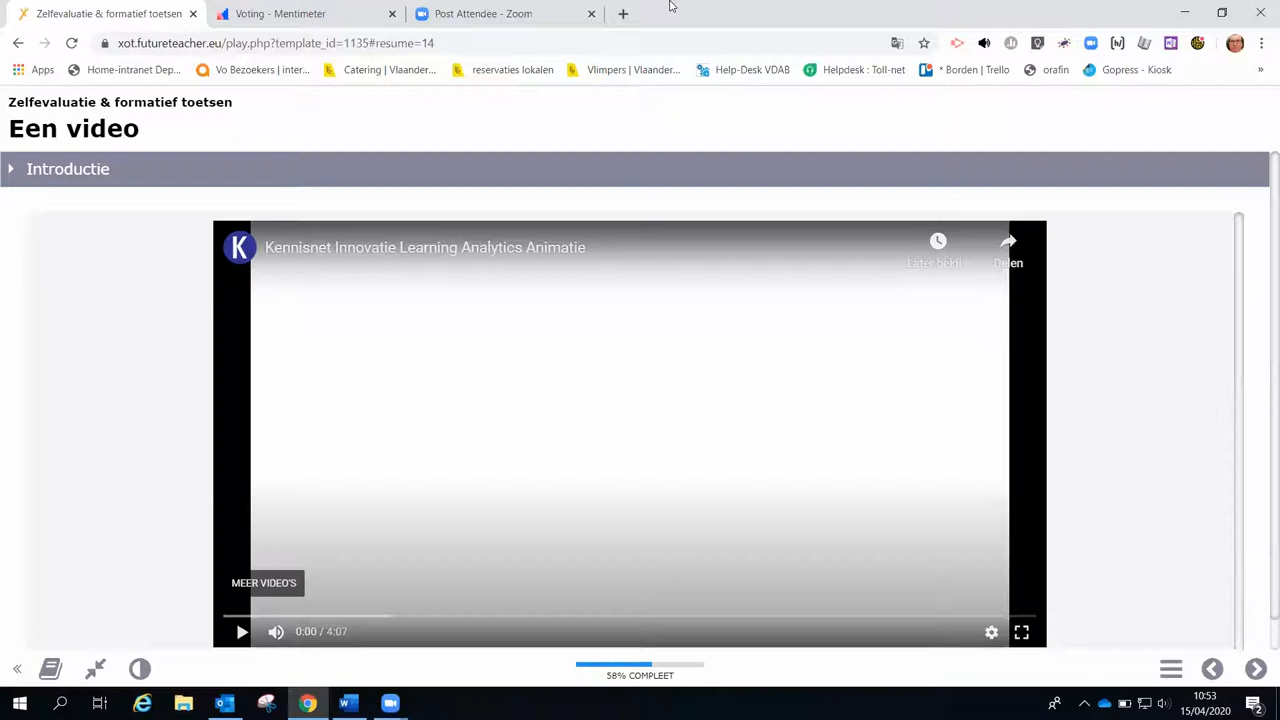 Zelfevaluatie & formatief toetsen
Voting - Mentimeter
Post Attendee - Zoom
xot.futureteacher.eu/play.php?template_id=1135#resume=14
Apps
Home-intranet Dep...
Vo Bezoekers | inter...
Catering | Vlaander...
reservaties lokalen
Vlimpers | Vlaander...
Help-Desk VDAB
Helpdesk : Toll-net
* Borden | Trello
orafin
Gopress - Kiosk
»
Zelfevaluatie & formatief toetsen
Een video
Introductie
K
Kennisnet Innovatie Learning Analytics Animatie
Later bekij...
Delen
MEER VIDEO'S
0:00 / 4:07
58% COMPLEET
10:53
15/04/2020
2